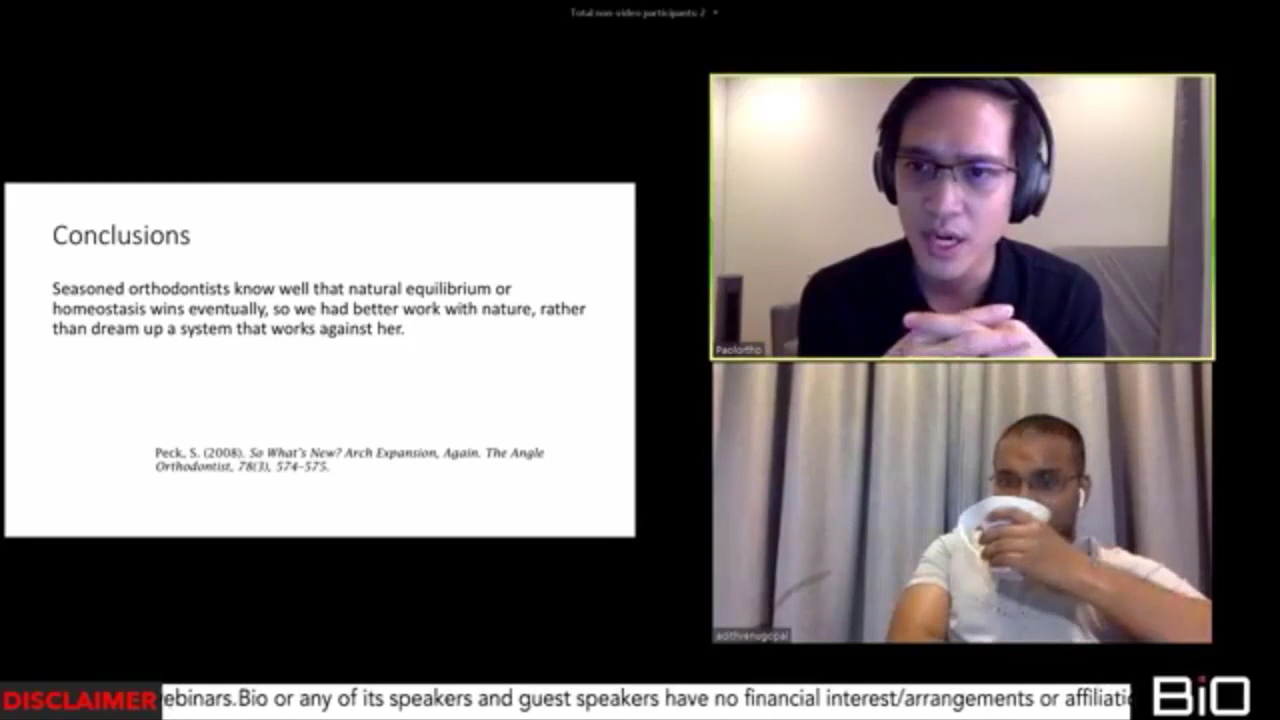 Total non-video participants: 2
Conclusions
Seasoned orthodontists know well that natural equilibrium or
homeostasis wins eventually, so we had better work with nature, rather
than dream up a system that works against her.
Peck, S. (2008). So What's New? Arch Expansion, Again. The Angle
Orthodontist, 78(3), 574–575.
Paolortho
adithvenugopal
DISCLAIMER ebinars.Bio or any of its speakers and guest speakers have no financial interest/arrangements or affiliati
BiO